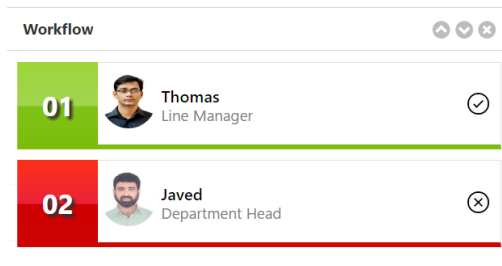 Workflow
01
Thomas
Line Manager
02
Javed
Department Head